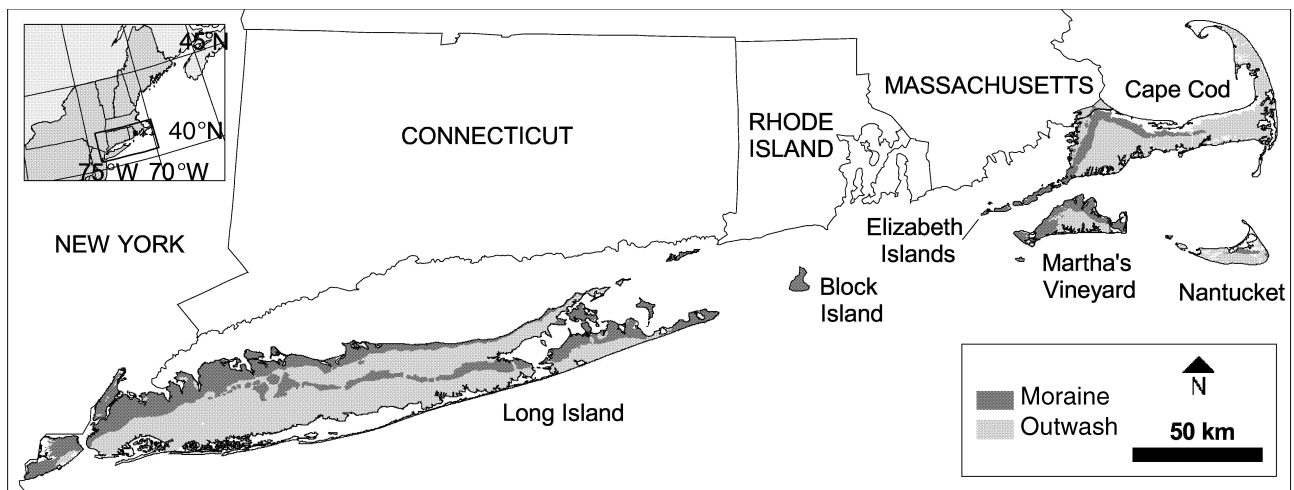 45°N
40°N
75°W 70°W
NEW YORK
CONNECTICUT
RHODE
ISLAND
MASSACHUSETTS
Cape Cod
Elizabeth
Islands
Block
Island
Martha's
Vineyard
Nantucket
Long Island
N
Moraine
Outwash
50 km